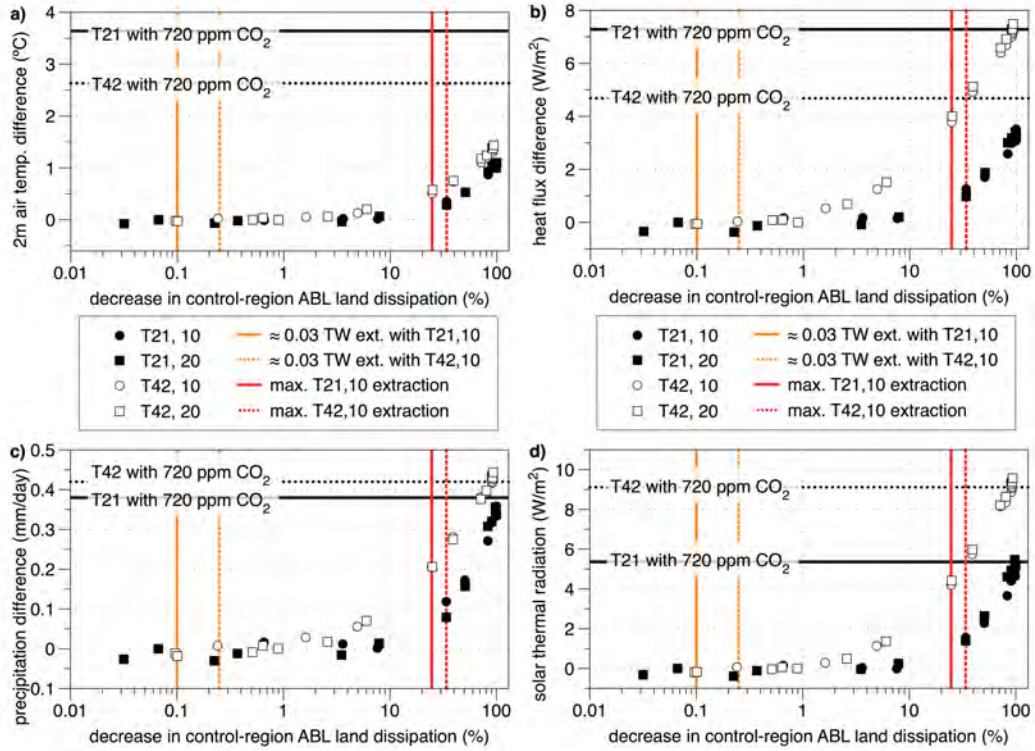 a)
2m air temp. difference (ºC)
4
3
2
1
0
T21 with 720 ppm CO2
T42 with 720 ppm CO2
0.01 0.1 1 10 100
decrease in control-region ABL land dissipation (%)
b)
heat flux difference (W/m²)
8
6
4
2
0
T21 with 720 ppm CO2
T42 with 720 ppm CO2
0.01 0.1 1 10 100
decrease in control-region ABL land dissipation (%)
T21, 10 ≈ 0.03 TW ext. with T21,10
T21, 20 ≈ 0.03 TW ext. with T42,10
T42, 10 max. T21,10 extraction
T42, 20 max. T42,10 extraction
T21, 10 ≈ 0.03 TW ext. with T21,10
T21, 20 ≈ 0.03 TW ext. with T42,10
T42, 10 max. T21,10 extraction
T42, 20 max. T42,10 extraction
c)
precipitation difference (mm/day)
0.5
0.4
0.3
0.2
0.1
0
-0.1
T42 with 720 ppm CO2
T21 with 720 ppm CO2
0.01 0.1 1 10 100
decrease in control-region ABL land dissipation (%)
d)
solar thermal radiation (W/m²)
10
8
6
4
2
0
T42 with 720 ppm CO2
T21 with 720 ppm CO2
0.01 0.1 1 10 100
decrease in control-region ABL land dissipation (%)